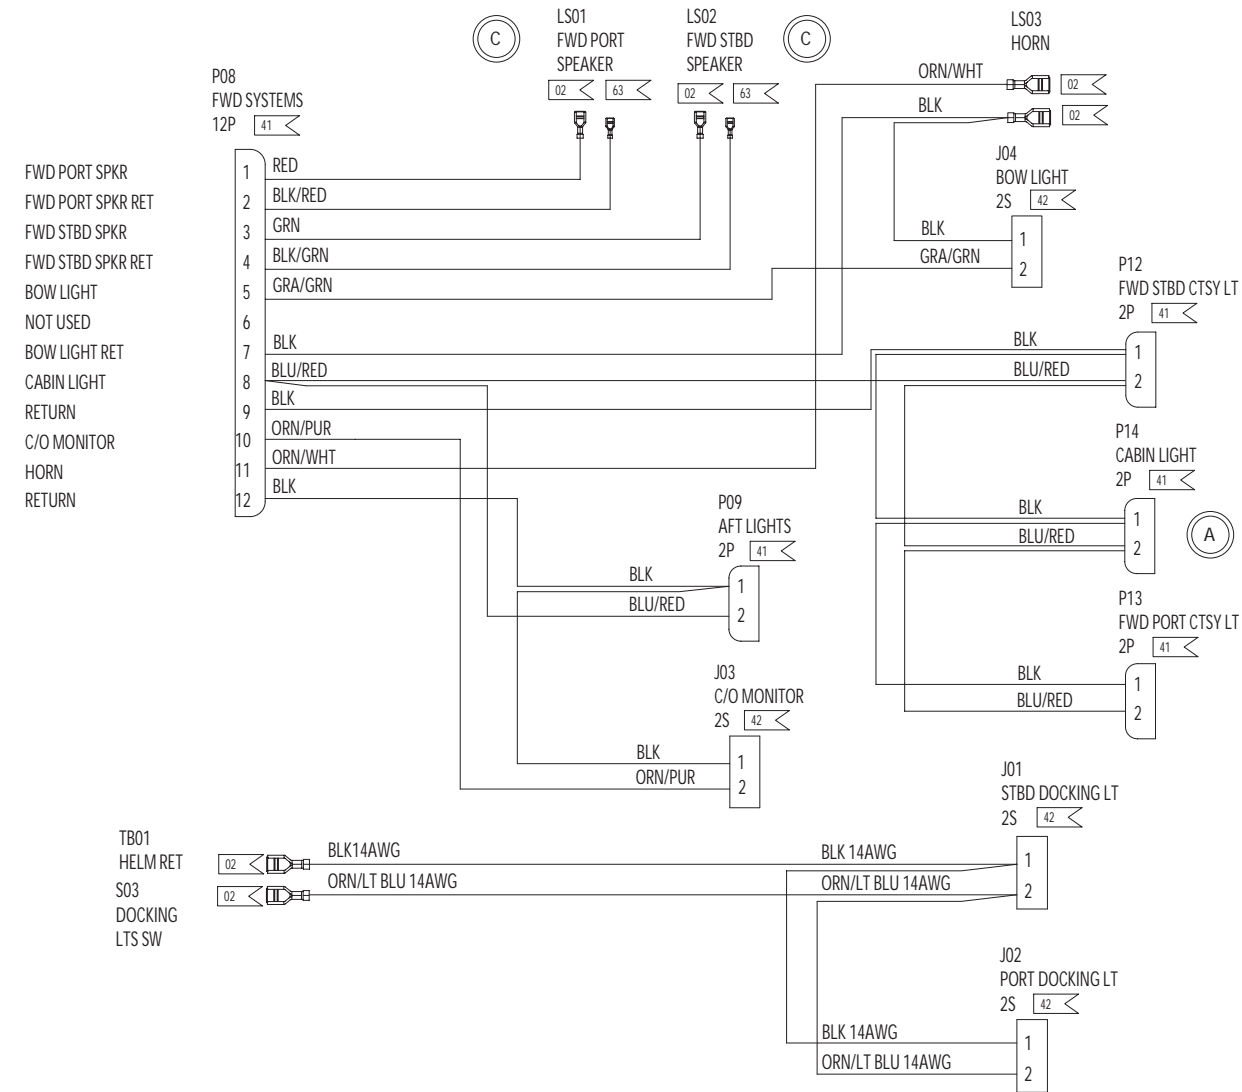 C
LS01
FWD PORT
SPEAKER
02
63
LS02
FWD STBD
SPEAKER
02
63
C
LS03
HORN
ORN/WHT
02
BLK
02
P08
FWD SYSTEMS
12P 41
FWD PORT SPKR 1 RED
FWD PORT SPKR RET 2 BLK/RED
FWD STBD SPKR 3 GRN
FWD STBD SPKR RET 4 BLK/GRN
BOW LIGHT 5 GRA/GRN
NOT USED 6
BOW LIGHT RET 7 BLK
CABIN LIGHT 8 BLU/RED
RETURN 9 BLK
C/O MONITOR 10 ORN/PUR
HORN 11 ORN/WHT
RETURN 12 BLK
J04
BOW LIGHT
2S 42
BLK 1
GRA/GRN 2
P12
FWD STBD CTSY LT
2P 41
BLK 1
BLU/RED 2
P14
CABIN LIGHT
2P 41
BLK 1
BLU/RED 2
A
P13
FWD PORT CTSY LT
2P 41
BLK 1
BLU/RED 2
P09
AFT LIGHTS
2P 41
BLK 1
BLU/RED 2
J03
C/O MONITOR
2S 42
BLK 1
ORN/PUR 2
TB01
HELM RET 02 BLK14AWG
S03
DOCKING
LTS SW
02 ORN/LT BLU 14AWG
J01
STBD DOCKING LT
2S 42
BLK 14AWG 1
ORN/LT BLU 14AWG 2
J02
PORT DOCKING LT
2S 42
BLK 14AWG 1
ORN/LT BLU 14AWG 2